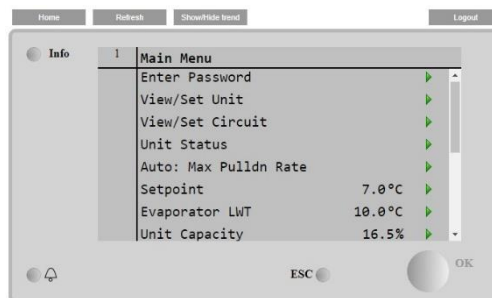 Home Refresh Show/Hide trend Logout
Info
1 Main Menu
Enter Password
View/Set Unit
View/Set Circuit
Unit Status
Auto: Max Pulldn Rate
Setpoint 7.0°C
Evaporator LWT 10.0°C
Unit Capacity 16.5%
ESC
OK